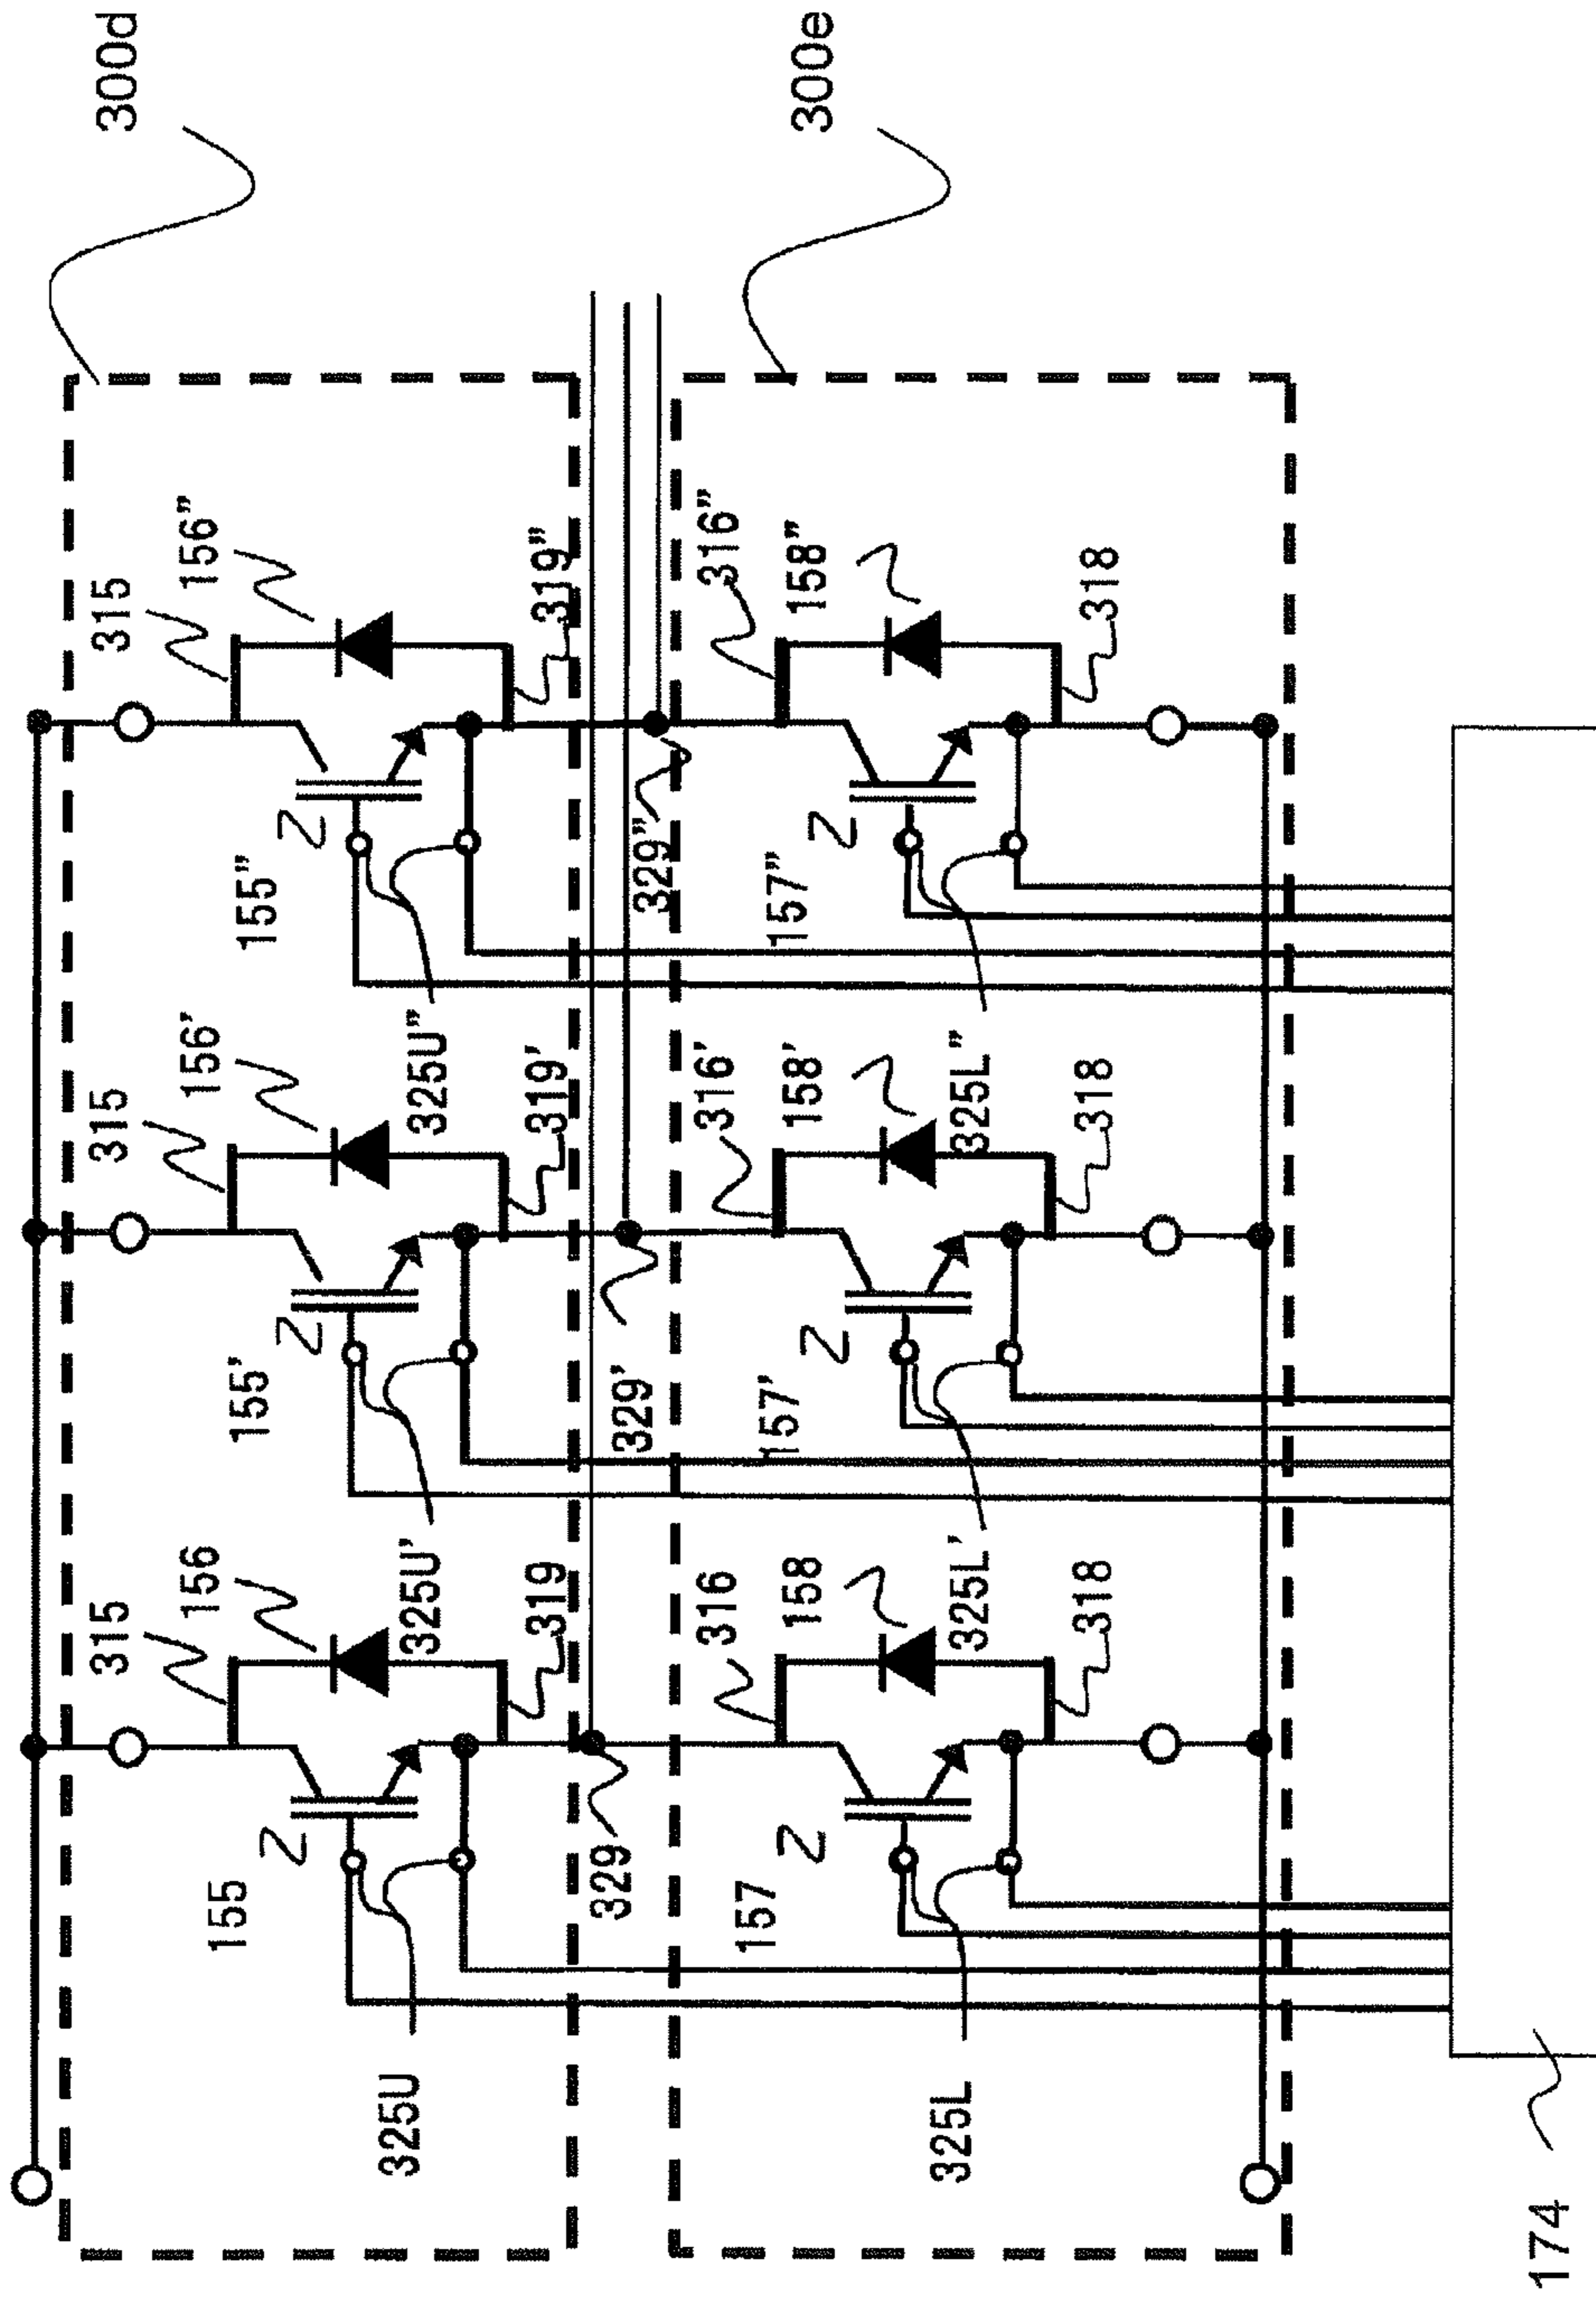 315 315 315 300d
156 156' 156"
155 155' 155"
325U 325U' 325U"
319 319' 319"
329 329' 329"
316 316' 316"
157 158 157' 158' 157" 158" 300e
325L 325L' 325L"
318 318 318
174